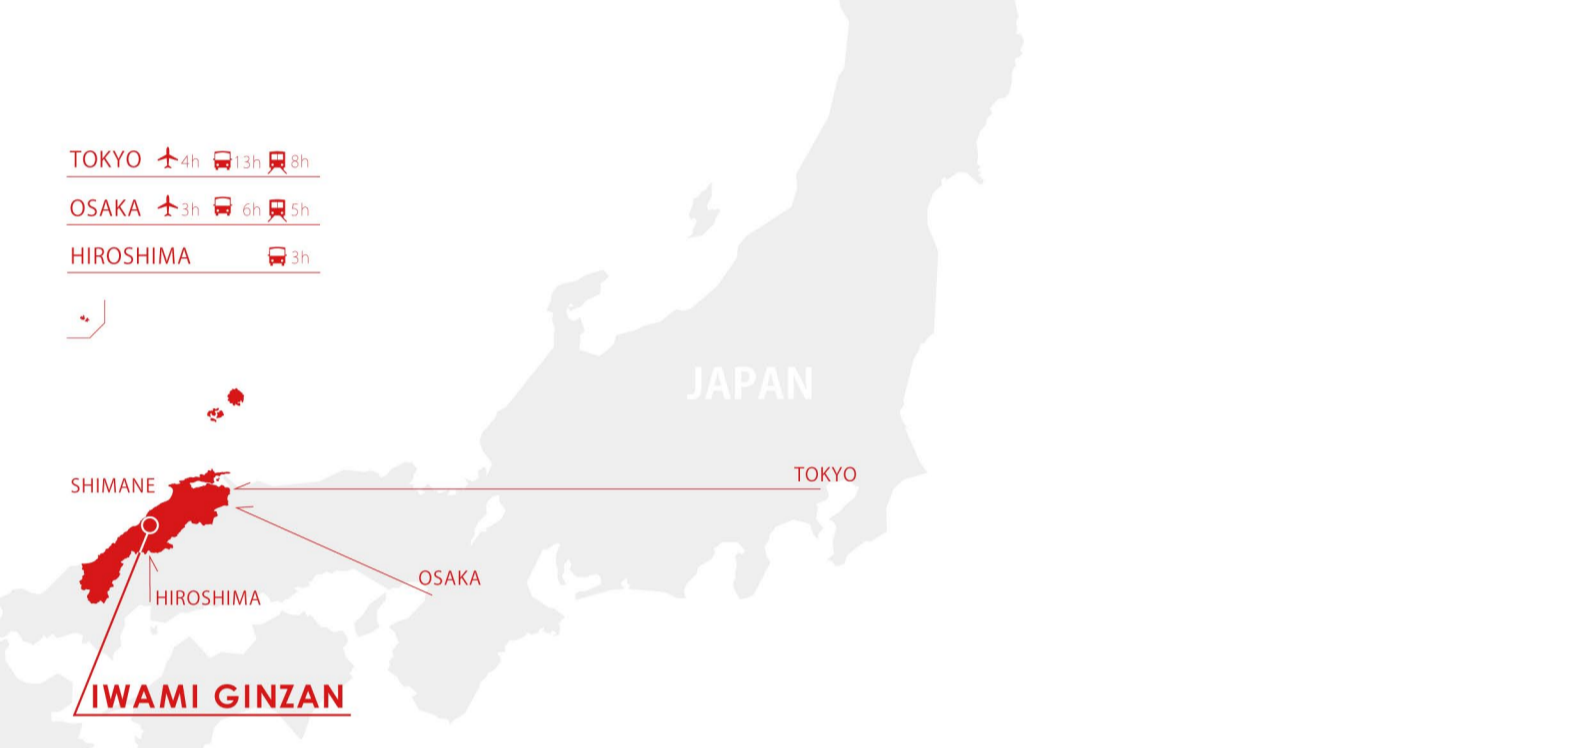 TOKYO 4h 13h 8h
OSAKA 3h 6h 5h
HIROSHIMA 3h
JAPAN
TOKYO
SHIMANE
OSAKA
HIROSHIMA
IWAMI GINZAN